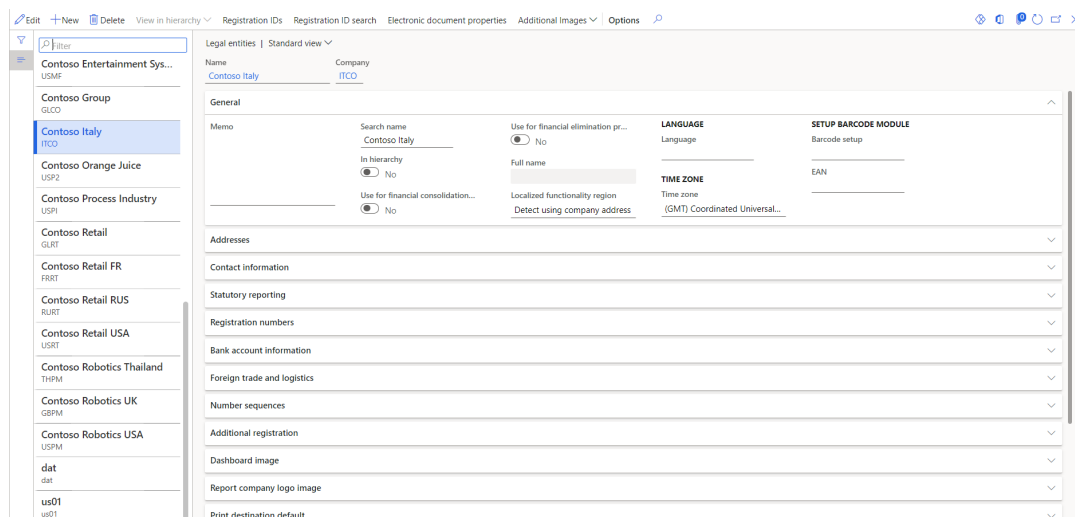 Edit New Delete View in hierarchy Registration IDs Registration ID search Electronic document properties Additional Images Options
0
Filter
Contoso Entertainment Sys...
USMF
Contoso Group
GLCO
Contoso Italy
ITCO
Contoso Orange Juice
USP2
Contoso Process Industry
USPI
Contoso Retail
GLRT
Contoso Retail FR
FRRT
Contoso Retail RUS
RURT
Contoso Retail USA
USRT
Contoso Robotics Thailand
THPM
Contoso Robotics UK
GBPM
Contoso Robotics USA
USPM
dat
dat
us01
us01
Legal entities | Standard view
Name Company
Contoso Italy ITCO
General
Memo
Search name
Contoso Italy
In hierarchy
No
Use for financial consolidation...
No
Use for financial elimination pr...
No
Full name
Localized functionality region
Detect using company address
LANGUAGE
Language
TIME ZONE
Time zone
(GMT) Coordinated Universal...
SETUP BARCODE MODULE
Barcode setup
EAN
Addresses
Contact information
Statutory reporting
Registration numbers
Bank account information
Foreign trade and logistics
Number sequences
Additional registration
Dashboard image
Report company logo image
Print destination default